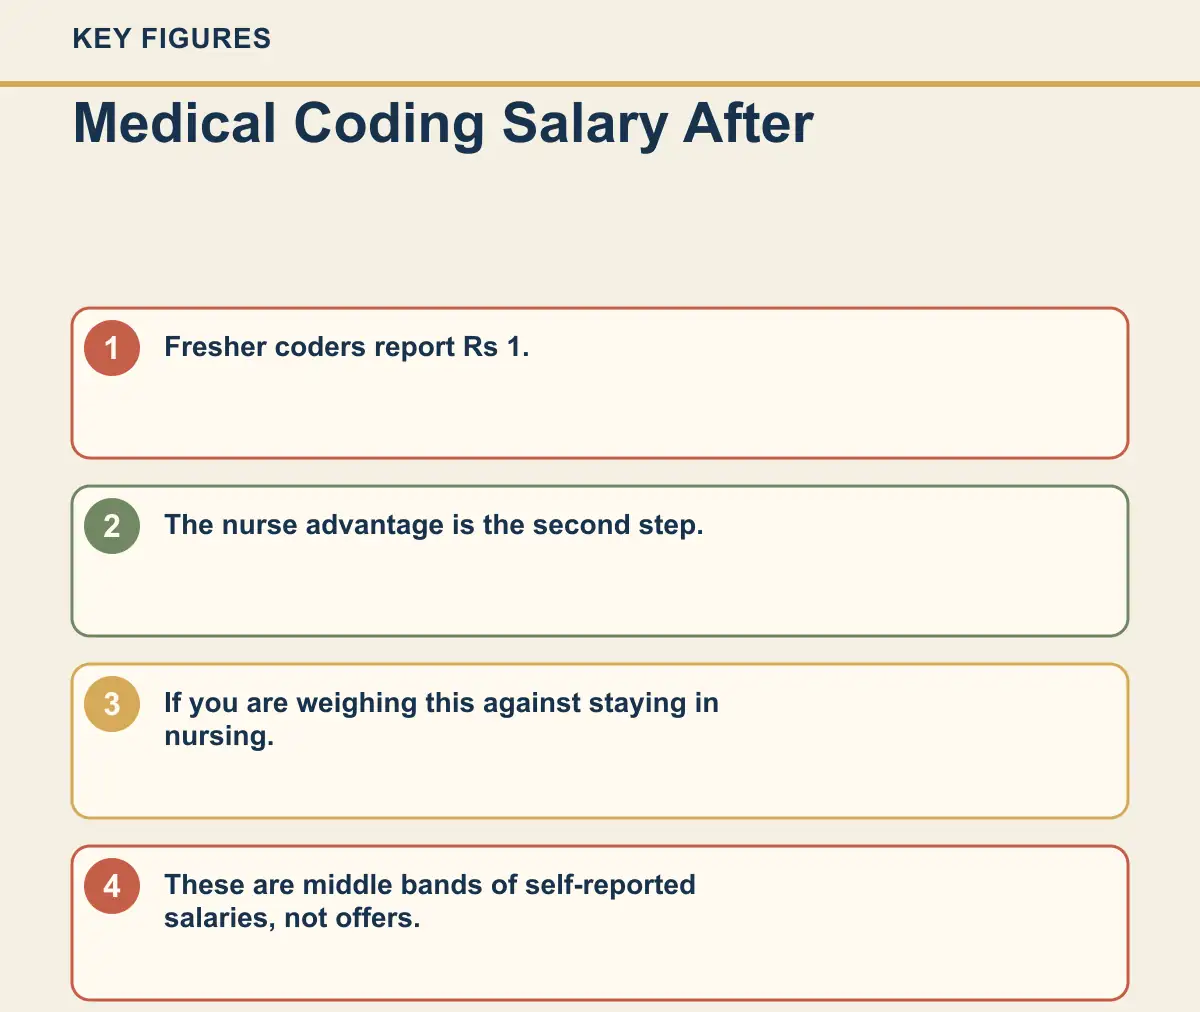 KEY FIGURES
Medical Coding Salary After
1
Fresher coders report Rs 1.
2
The nurse advantage is the second step.
3
If you are weighing this against staying in
nursing.
4
These are middle bands of self-reported
salaries, not offers.